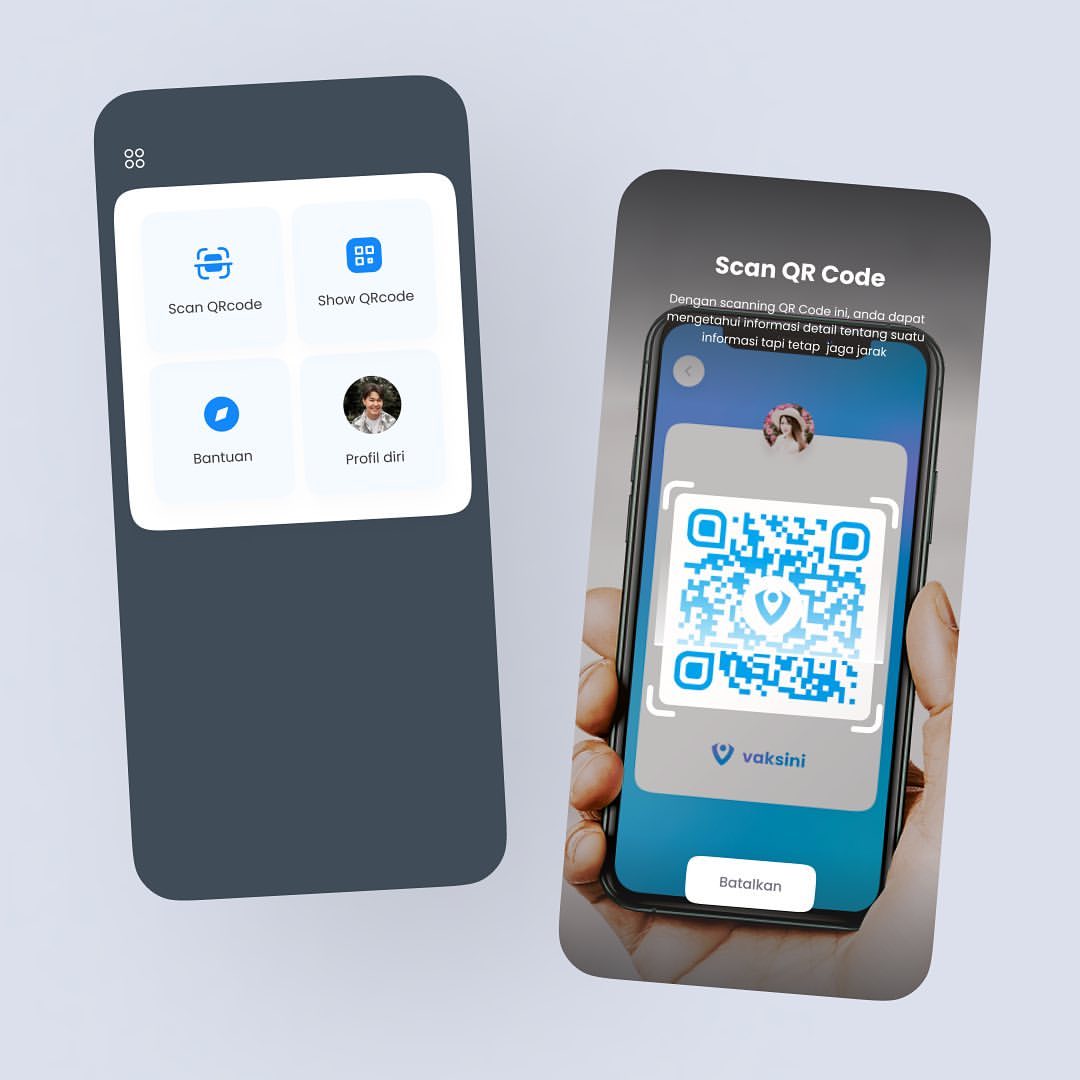 Scan QRcode
Show QRcode
Bantuan
Profil diri
Scan QR Code
Dengan scanning QR Code ini, anda dapat
mengetahui informasi detail tentang suatu
informasi tapi tetap jaga jarak
vaksini
Batalkan